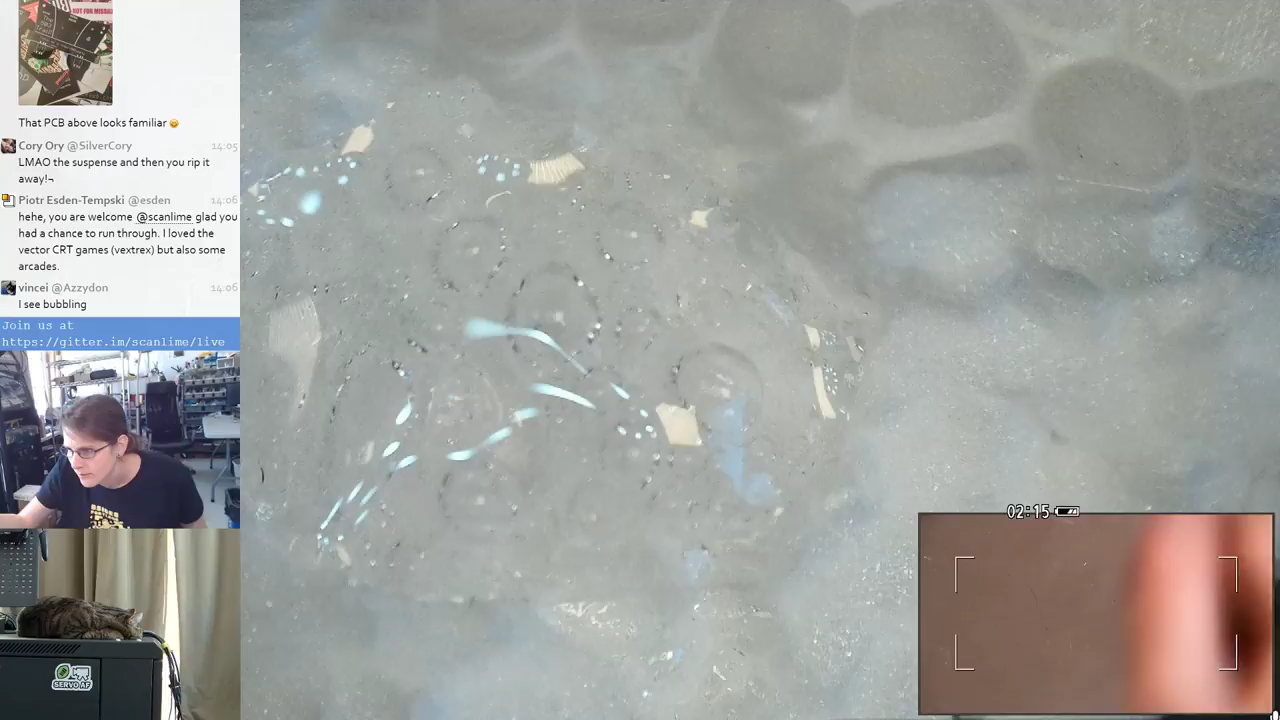 NOT FOR MISSIL
That PCB above looks familiar
Cory Ory @SilverCory 14:05
LMAO the suspense and then you rip it
away!¬
Piotr Esden-Tempski @esden 14:06
hehe, you are welcome @scanlime glad you
had a chance to run through. I loved the
vector CRT games (vextrex) but also some
arcades.
vincei @Azzydon 14:06
I see bubbling
Join us at
https://gitter.im/scanlime/live
SERVO AF
02:15